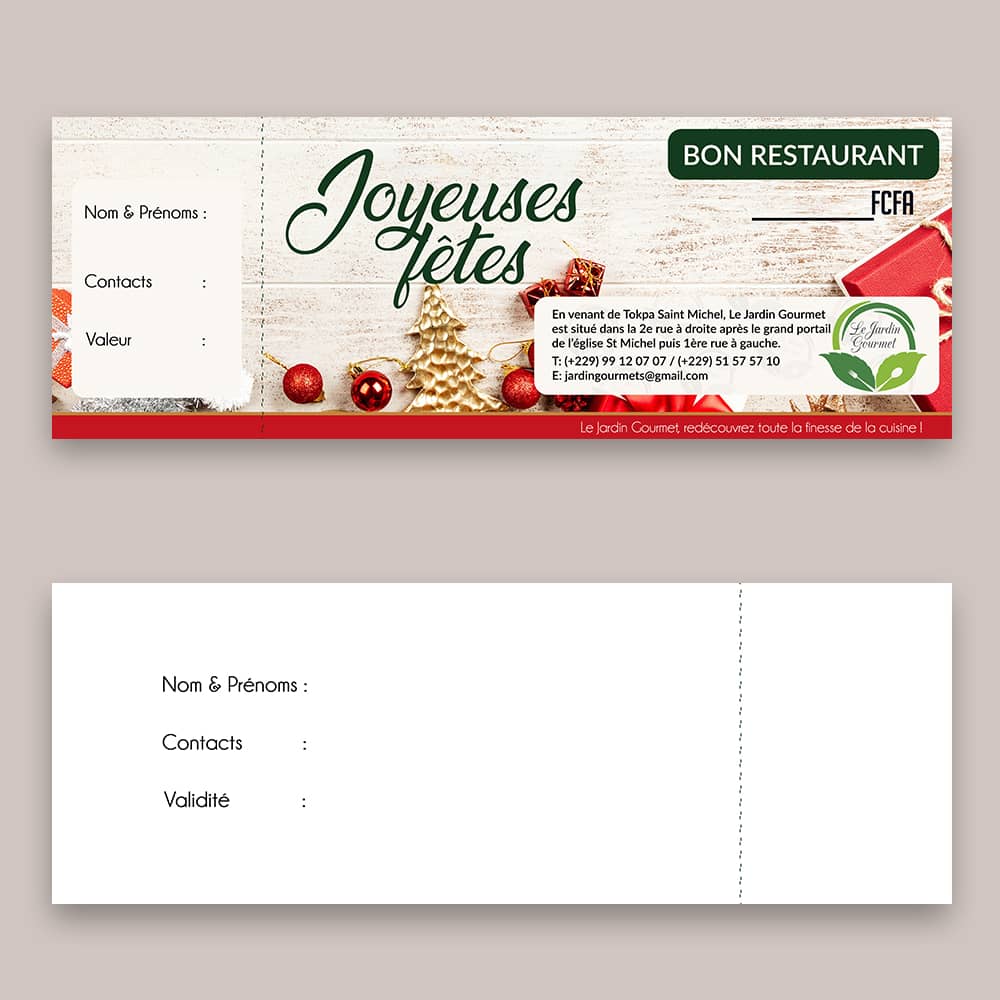 Nom & Prénoms :
Contacts :
Valeur :
Joyeuses
fêtes
BON RESTAURANT
________FCFA
En venant de Tokpa Saint Michel, Le Jardin Gourmet
est situé dans la 2e rue à droite après le grand portail
de l'église St Michel puis 1ère rue à gauche.
T: (+229) 99 12 07 07 / (+229) 51 57 57 10
E: jardingourmets@gmail.com
Le Jardin
Gourmet
Le Jardin Gourmet, redécouvrez toute la finesse de la cuisine !
Nom & Prénoms :
Contacts :
Validité :